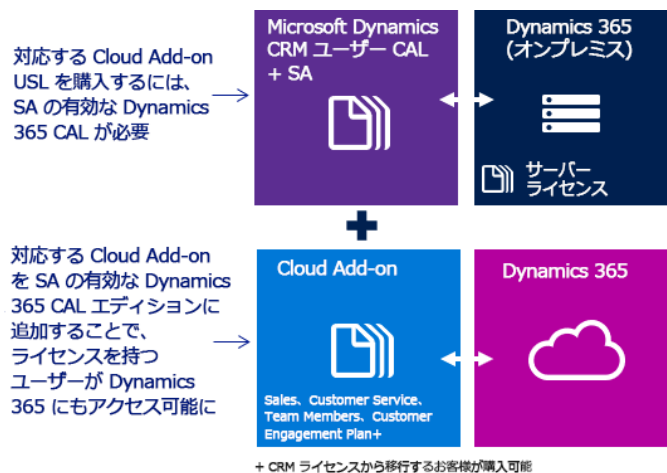 対応する Cloud Add-on
USL を購入するには、
SA の有効な Dynamics
365 CAL が必要
Microsoft Dynamics
CRM ユーザー CAL
+ SA
Dynamics 365
(オンプレミス)
サーバー
ライセンス
対応する Cloud Add-on
を SA の有効な Dynamics
365 CAL エディションに
追加することで、
ライセンスを持つ
ユーザーが Dynamics
365 にもアクセス可能に
Cloud Add-on
Sales、Customer Service、
Team Members、Customer
Engagement Plan+
Dynamics 365
+ CRM ライセンスから移行するお客様が購入可能